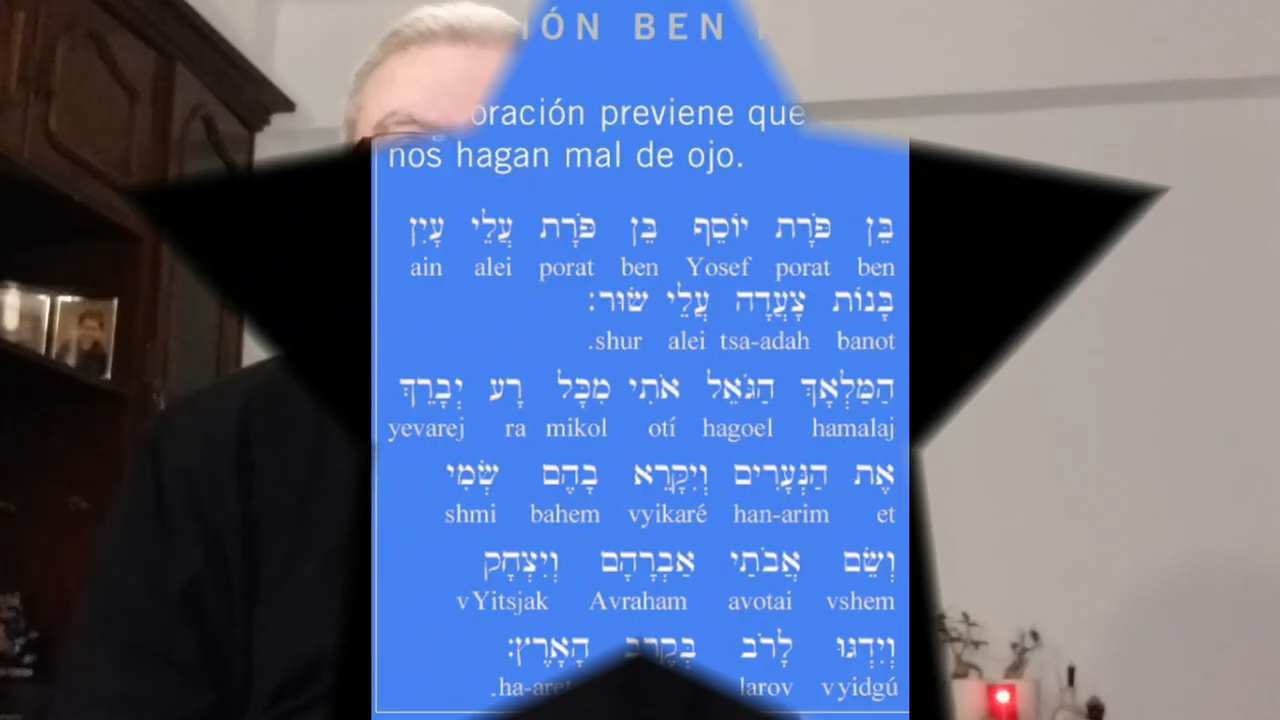 IÓN BEN
oración previene que
nos hagan mal de ojo.
בֵּן פֹּרָת יוֹסֵף בֵּן פֹּרָת עֲלֵי עָיִן
ain alei porat ben Yosef porat ben
בָּנוֹת צָעֲדָה עֲלֵי שׁוּר:
.shur alei tsa-adah banot
הַמַּלְאָךְ הַגֹּאֵל אֹתִי מִכָּל רָע יְבָרֵךְ
yevarej ra mikol otí hagoel hamalaj
אֶת הַנְּעָרִים וְיִקָּרֵא בָהֶם שְׁמִי
shmi bahem vyikaré han-arim et
וְשֵׁם אֲבֹתַי אַבְרָהָם וְיִצְחָק
vYitsjak Avraham avotai vshem
וְיִדְגּוּ לָרֹב בְּקֶרֶב הָאָרֶץ:
.ha-aret larov vyidgú